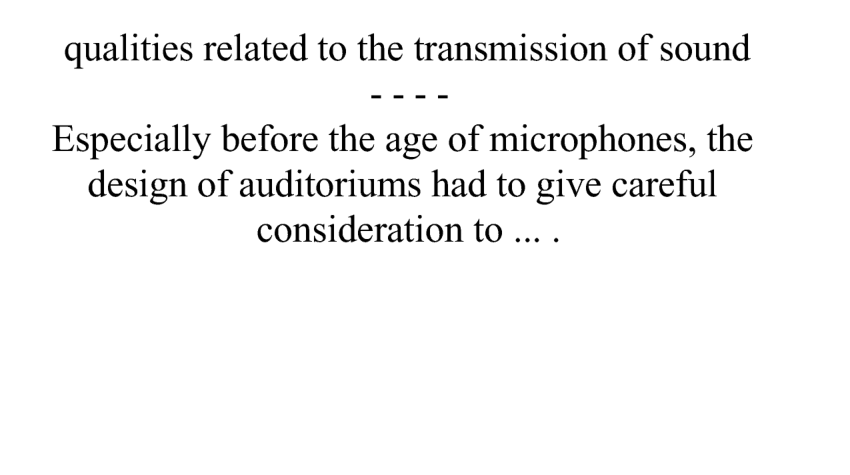 qualities related to the transmission of sound
- - - -
Especially before the age of microphones, the
design of auditoriums had to give careful
consideration to ... .